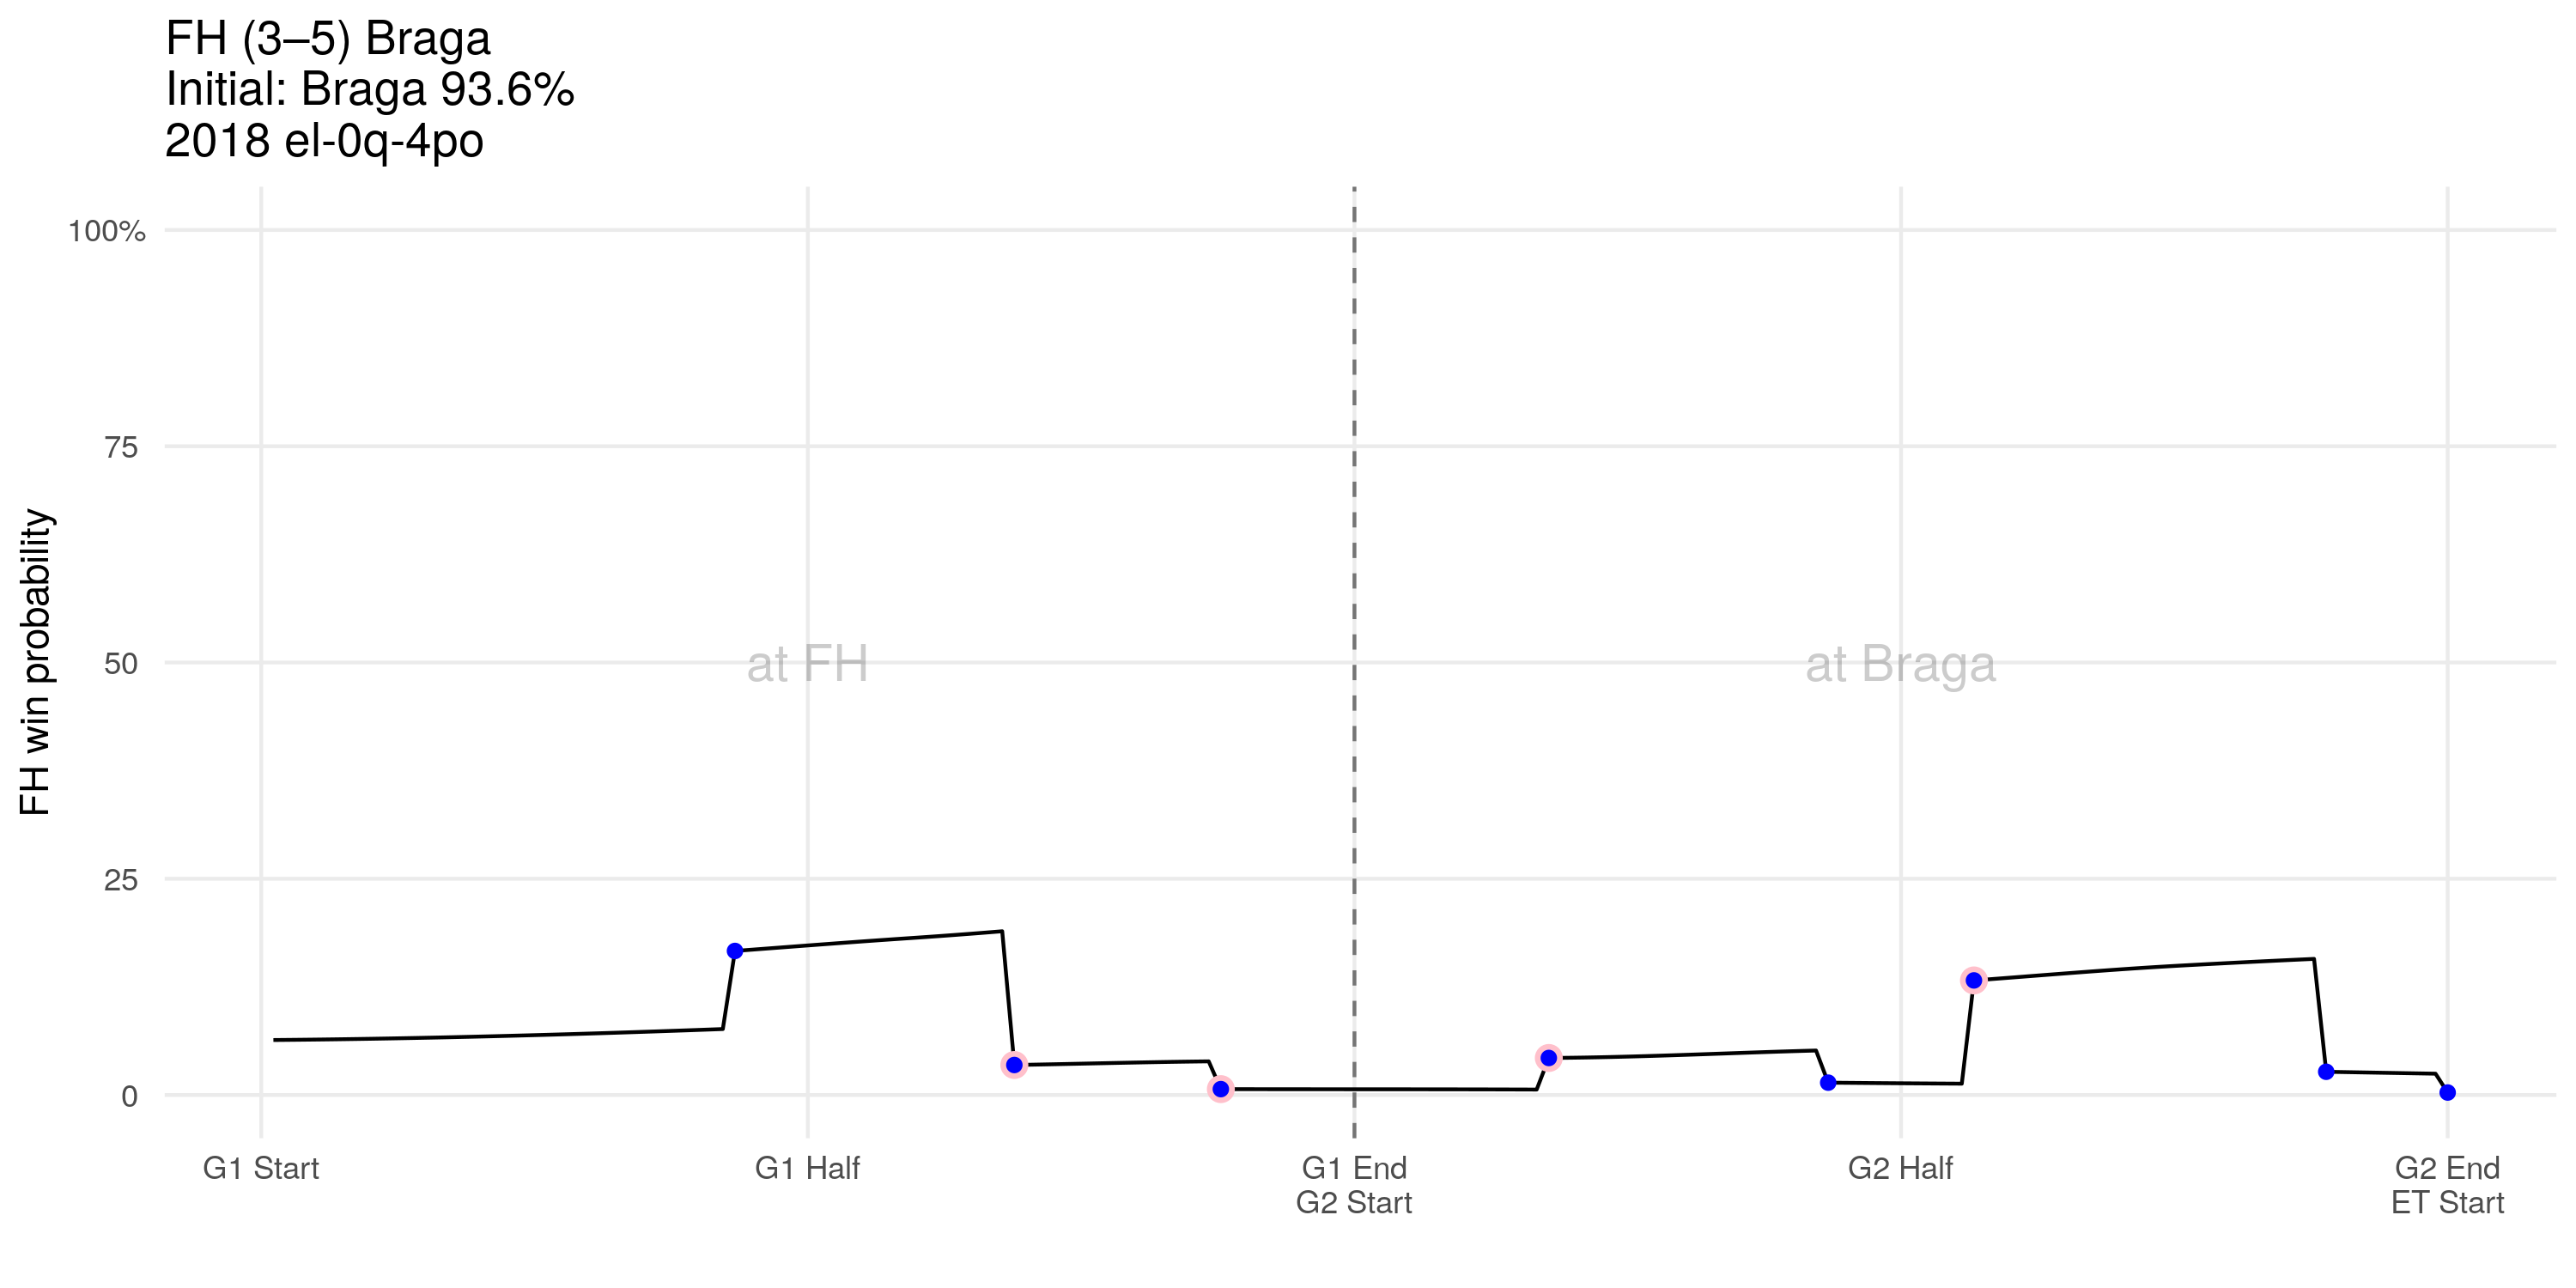 FH (3–5) Braga
Initial: Braga 93.6%
2018 el-0q-4po
FH win probability
100%
75
50
25
0
at FH
at Braga
G1 Start
G1 Half
G1 End
G2 Start
G2 Half
G2 End
ET Start